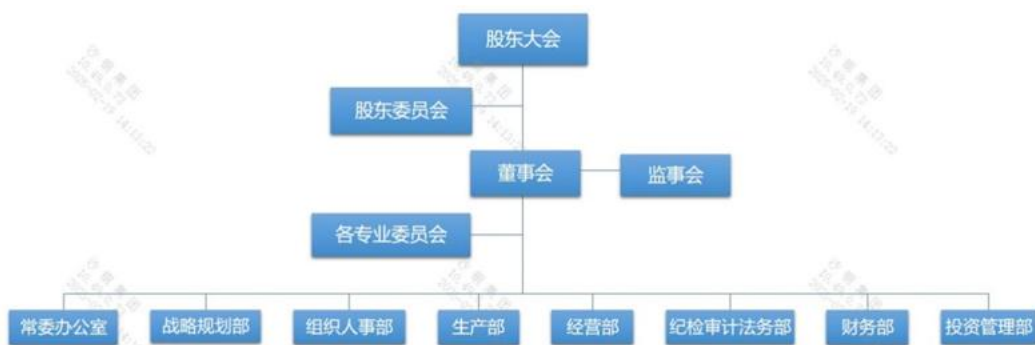 股东大会
股东委员会
董事会
监事会
各专业委员会
常委办公室
战略规划部
组织人事部
生产部
经营部
纪检审计法务部
财务部
投资管理部